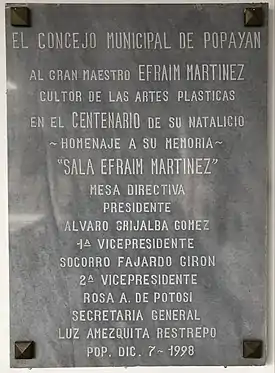 EL CONCEJO MUNICIPAL DE POPAYAN
AL GRAN MAESTRO EFRAIM MARTINEZ
CULTOR DE LAS ARTES PLASTICAS
EN EL CENTENARIO DE SU NATALICIO
~HOMENAJE A SU MEMORIA~
"SALA EFRAIM MARTINEZ"
MESA DIRECTIVA
PRESIDENTE
ALVARO GRIJALBA GOMEZ
1ª VICEPRESIDENTE
SOCORRO FAJARDO GIRON
2ª VICEPRESIDENTE
ROSA A. DE POTOSI
SECRETARIA GENERAL
LUZ AMEZQUITA RESTREPO
POP. DIC. 7~1998